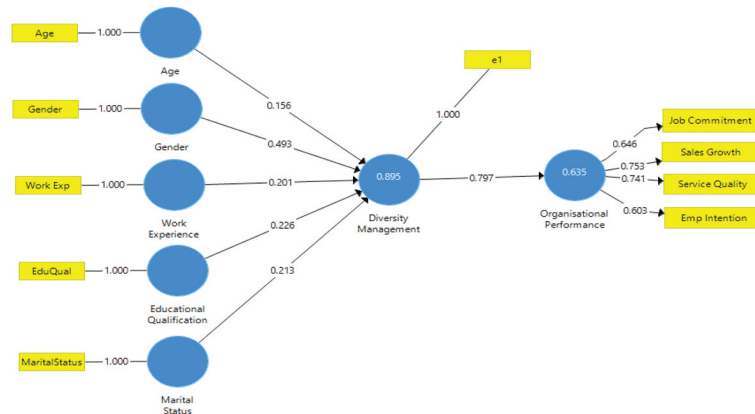 Age
1.000
Age
Gender
1.000
Gender
Work Exp
1.000
Work
Experience
EduQual
1.000
Educational
Qualification
MaritalStatus
1.000
Marital
Status
0.156
0.493
0.201
0.226
0.213
e1
1.000
0.895
Diversity
Management
0.797
0.635
Organisational
Performance
0.646
0.753
0.741
0.603
Job Commitment
Sales Growth
Service Quality
Emp Intention